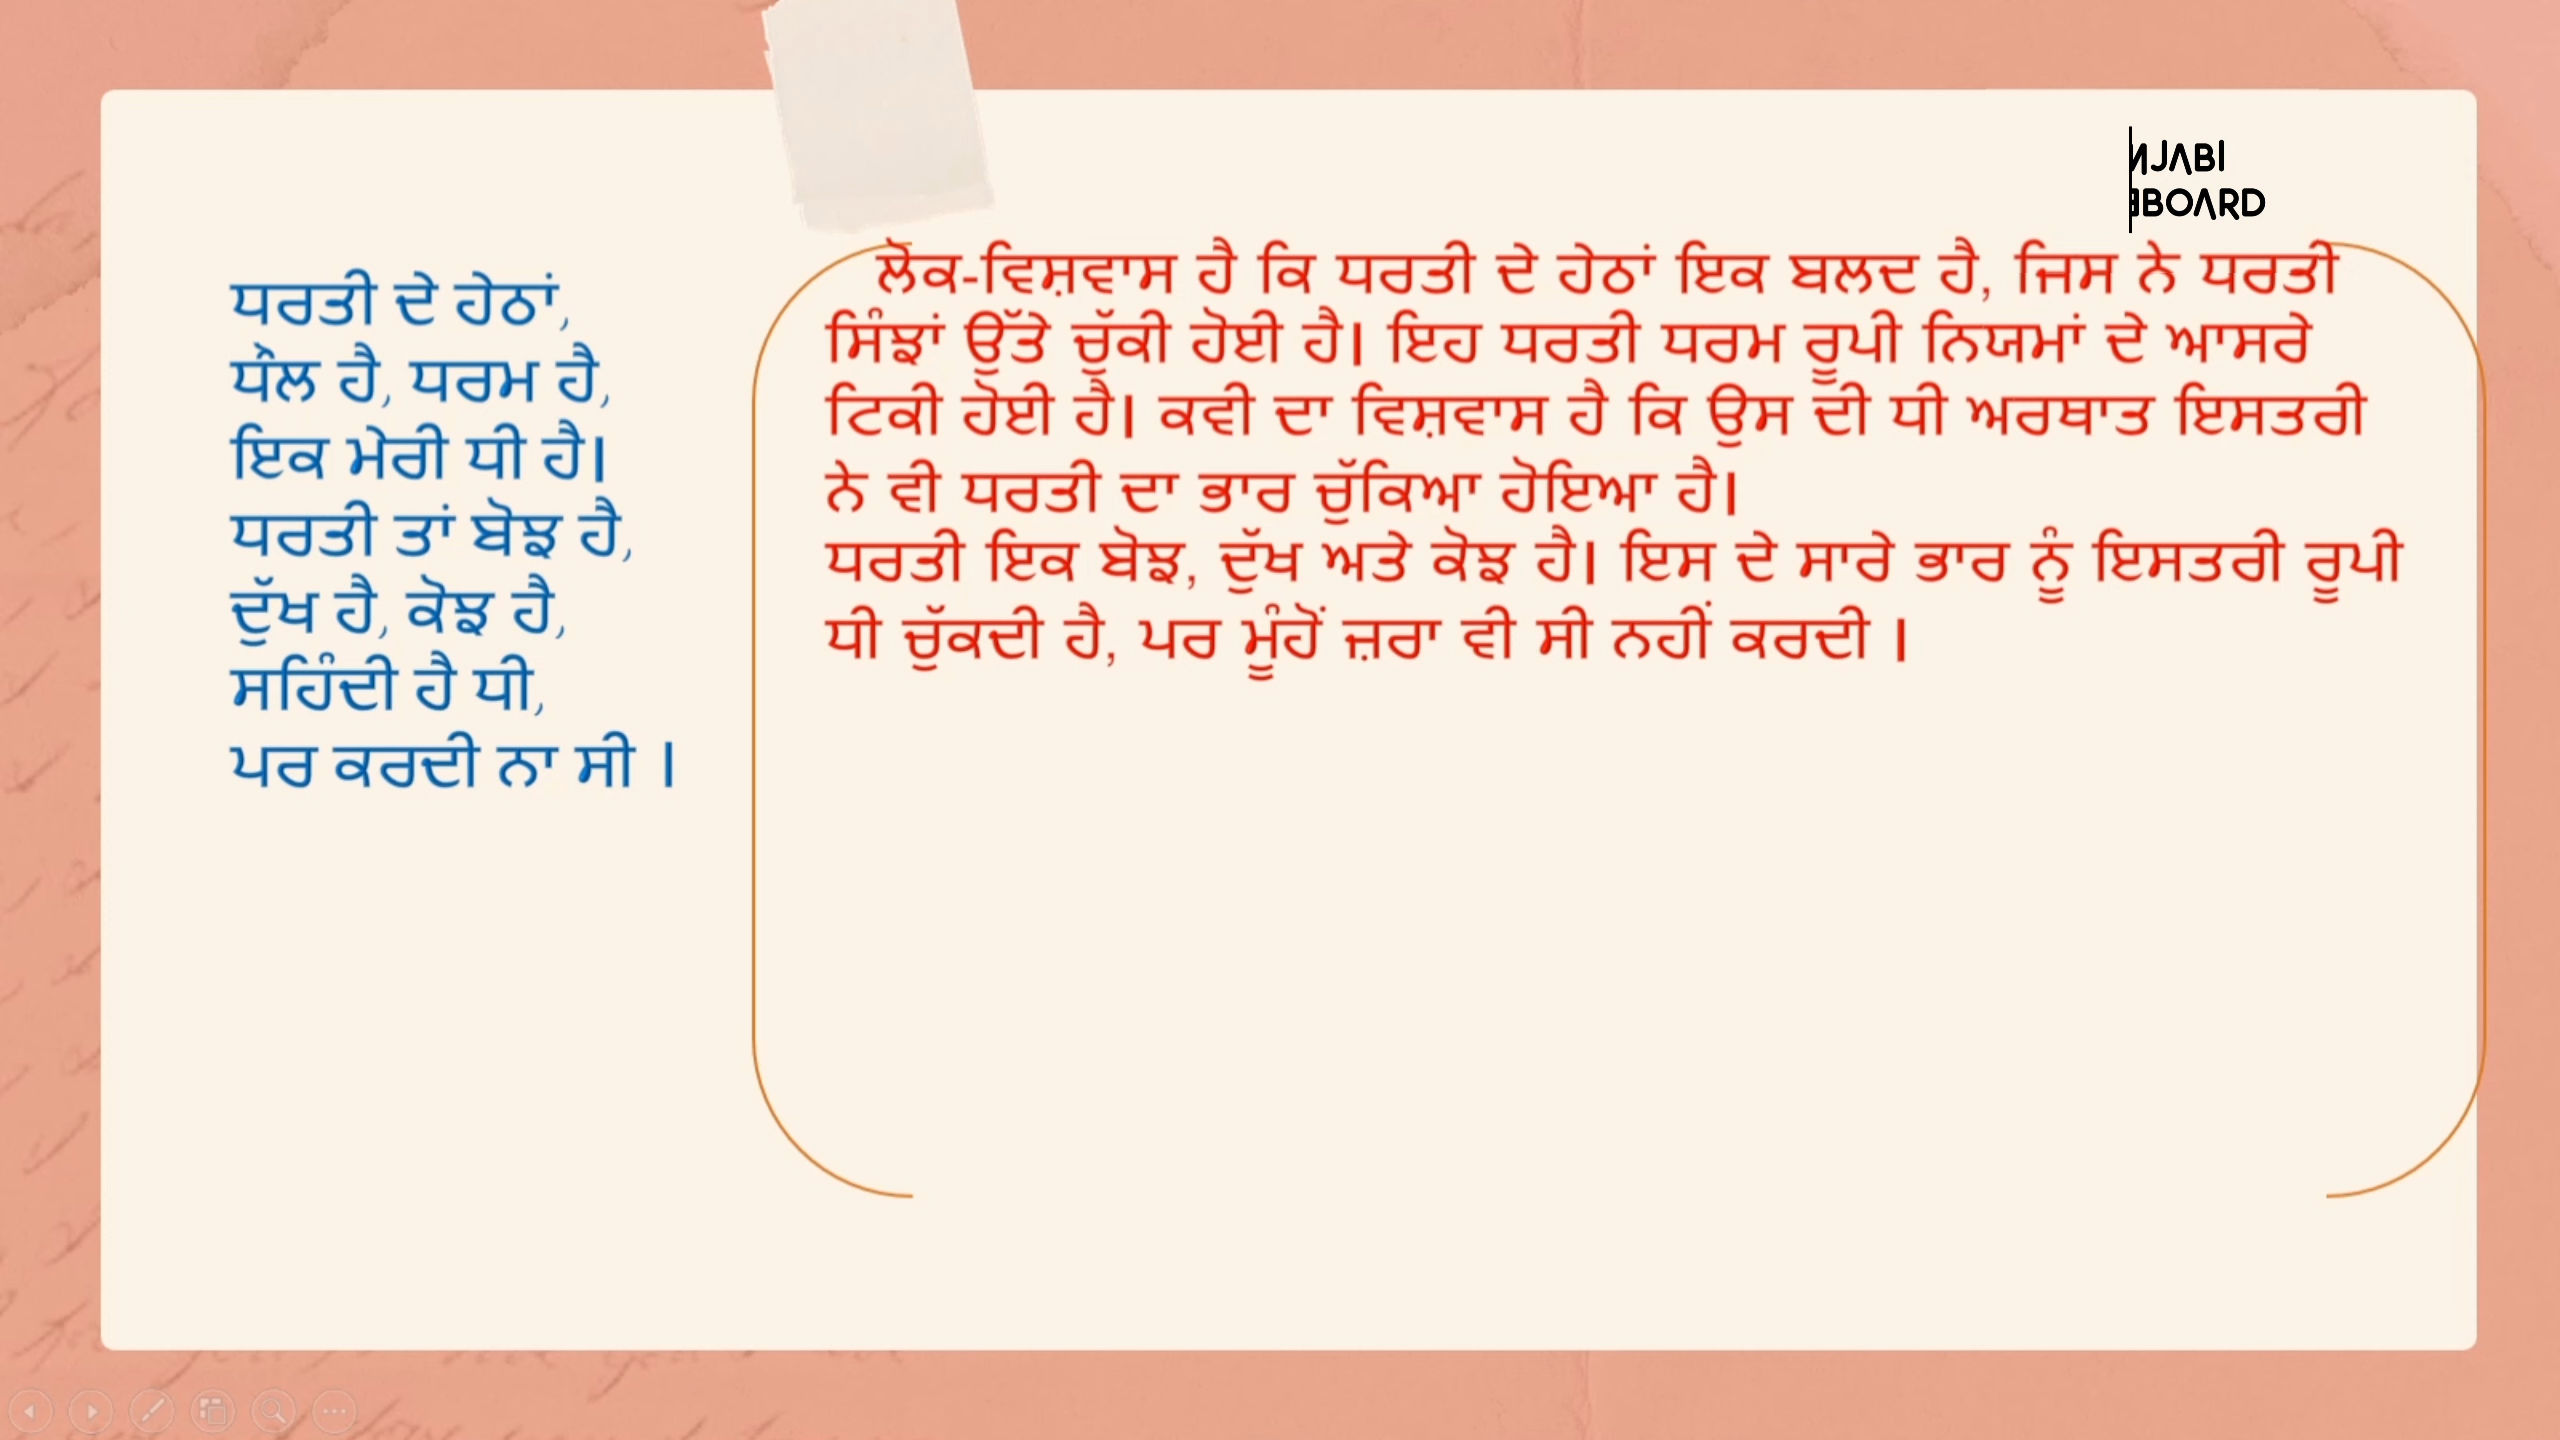 NJABI
BOARD
ਧਰਤੀ ਦੇ ਹੇਠਾਂ,
ਧੌਲ ਹੈ, ਧਰਮ ਹੈ,
ਇਕ ਮੇਰੀ ਧੀ ਹੈ।
ਧਰਤੀ ਤਾਂ ਬੋਝ ਹੈ,
ਦੁੱਖ ਹੈ, ਕੋਝ ਹੈ,
ਸਹਿੰਦੀ ਹੈ ਧੀ,
ਪਰ ਕਰਦੀ ਨਾ ਸੀ ।
ਲੋਕ-ਵਿਸ਼ਵਾਸ ਹੈ ਕਿ ਧਰਤੀ ਦੇ ਹੇਠਾਂ ਇਕ ਬਲਦ ਹੈ, ਜਿਸ ਨੇ ਧਰਤੀ
ਸਿੰਝਾਂ ਉੱਤੇ ਚੁੱਕੀ ਹੋਈ ਹੈ। ਇਹ ਧਰਤੀ ਧਰਮ ਰੂਪੀ ਨਿਯਮਾਂ ਦੇ ਆਸਰੇ
ਟਿਕੀ ਹੋਈ ਹੈ। ਕਵੀ ਦਾ ਵਿਸ਼ਵਾਸ ਹੈ ਕਿ ਉਸ ਦੀ ਧੀ ਅਰਥਾਤ ਇਸਤਰੀ
ਨੇ ਵੀ ਧਰਤੀ ਦਾ ਭਾਰ ਚੁੱਕਿਆ ਹੋਇਆ ਹੈ।
ਧਰਤੀ ਇਕ ਬੋਝ, ਦੁੱਖ ਅਤੇ ਕੋਝ ਹੈ। ਇਸ ਦੇ ਸਾਰੇ ਭਾਰ ਨੂੰ ਇਸਤਰੀ ਰੂਪੀ
ਧੀ ਚੁੱਕਦੀ ਹੈ, ਪਰ ਮੂੰਹੋਂ ਜ਼ਰਾ ਵੀ ਸੀ ਨਹੀਂ ਕਰਦੀ ।